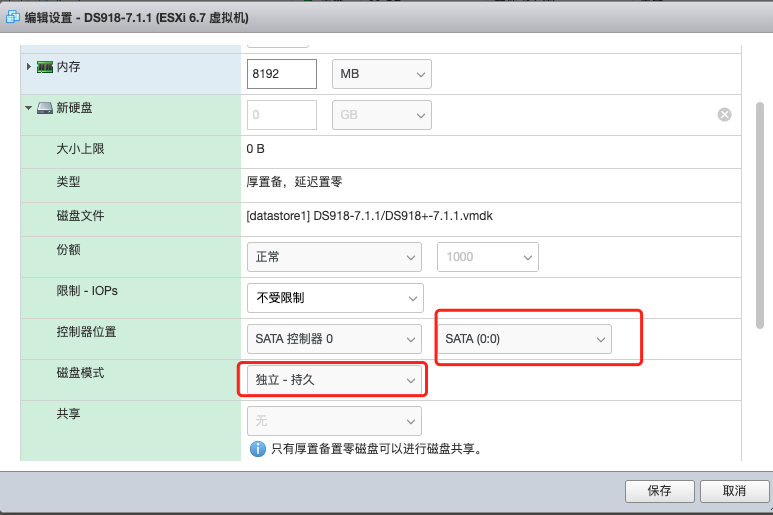 编辑设置 - DS918-7.1.1 (ESXi 6.7 虚拟机)
内存 8192 MB
新硬盘 0 GB
大小上限 0 B
类型 厚置备，延迟置零
磁盘文件 [datastore1] DS918-7.1.1/DS918+-7.1.1.vmdk
份额 正常 1000
限制 - IOPs 不受限制
控制器位置 SATA 控制器 0 SATA (0:0)
磁盘模式 独立 - 持久
共享 无
只有厚置备置零磁盘可以进行磁盘共享。
保存 取消